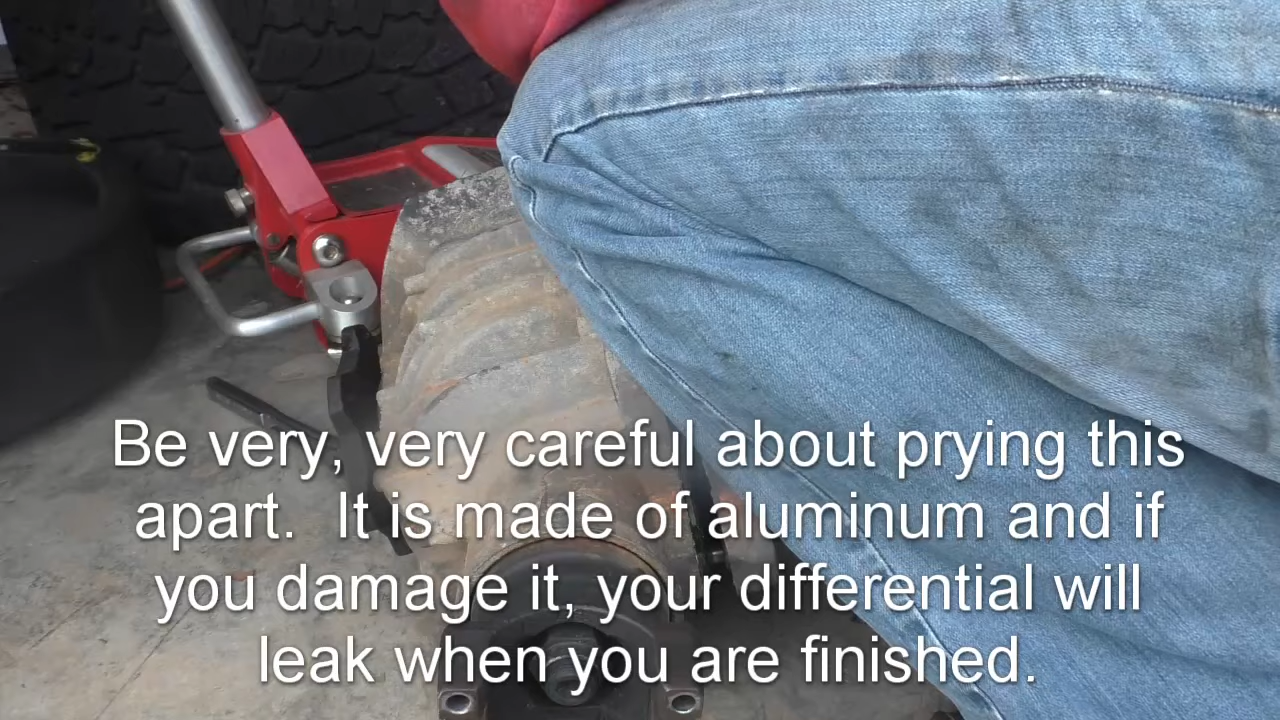 Be very, very careful about prying this
apart.  It is made of aluminum and if
you damage it, your differential will
leak when you are finished.